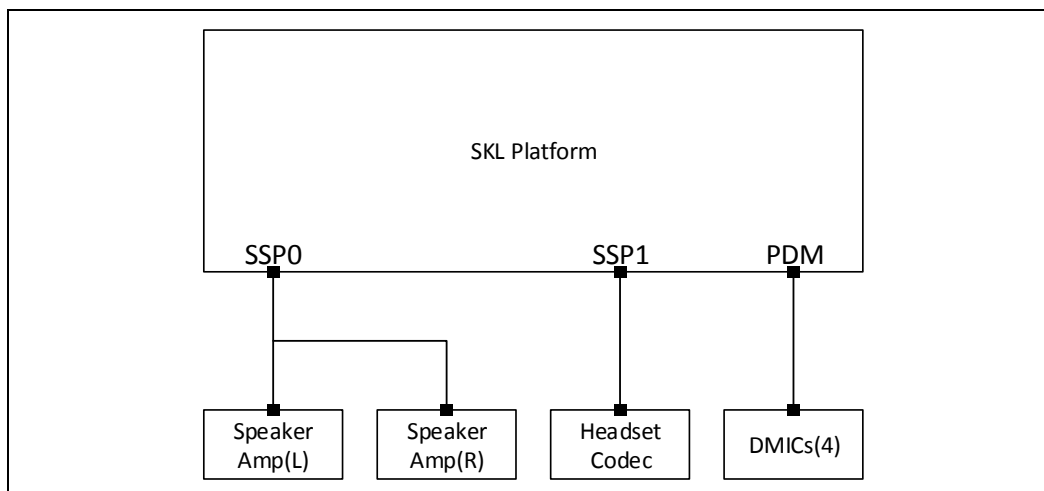 SKL Platform
SSP0
SSP1
PDM
Speaker
Amp(L)
Speaker
Amp(R)
Headset
Codec
DMICs(4)